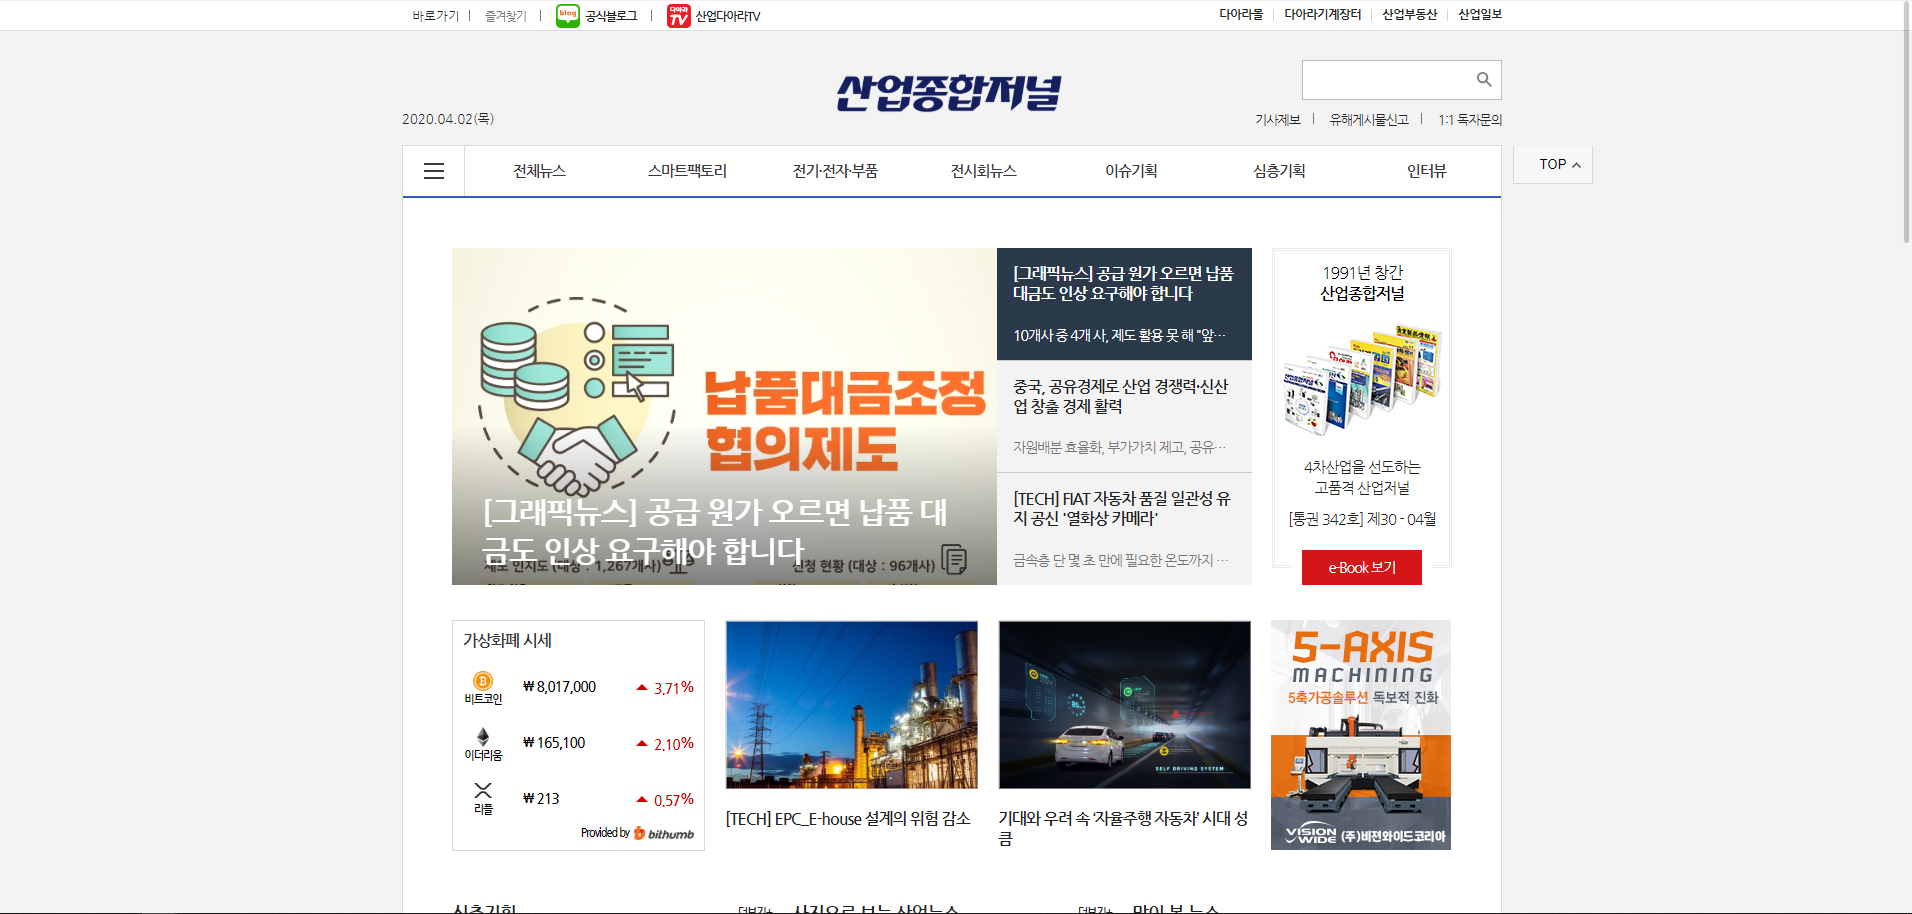 바로가기 | 즐겨찾기 | blog 공식블로그 | 다아라 TV 산업다아라TV
다아라몰 | 다아라기계장터 | 산업부동산 | 산업일보
산업종합저널
2020.04.02(목)
기사제보 | 유해게시물신고 | 1:1 독자문의
전체뉴스 스마트팩토리 전기·전자·부품 전시회뉴스 이슈기획 심층기획 인터뷰
TOP
납품대금조정
협의제도
[그래픽뉴스] 공급 원가 오르면 납품 대
금도 인상 요구해야 합니다
제도 인지도 (대상 : 1,267개사)
신청 현황 (대상 : 96개사)
[그래픽뉴스] 공급 원가 오르면 납품
대금도 인상 요구해야 합니다
10개사 중 4개 사, 제도 활용 못 해 "앞…
중국, 공유경제로 산업 경쟁력·신산
업 창출 경제 활력
자원배분 효율화, 부가가치 제고, 공유…
[TECH] FIAT 자동차 품질 일관성 유
지 공신 '열화상 카메라'
금속층 단 몇 초 만에 필요한 온도까지 …
1991년 창간
산업종합저널
4차산업을 선도하는
고품격 산업저널
[통권 342호] 제30 - 04월
e-Book 보기
가상화폐 시세
비트코인 ₩ 8,017,000 3.71%
이더리움 ₩ 165,100 2.10%
리플 ₩ 213 0.57%
Provided by bithumb
[TECH] EPC_E-house 설계의 위험 감소
SELF DRIVING SYSTEM
기대와 우려 속 ‘자율주행 자동차’ 시대 성
큼
5-AXIS
MACHINING
5축가공솔루션 독보적 진화
VISION
WIDE (주)비젼와이드코리아
심층기획 더보기+ 사진으로 보는 산업뉴스 더보기+ 많이 본 뉴스